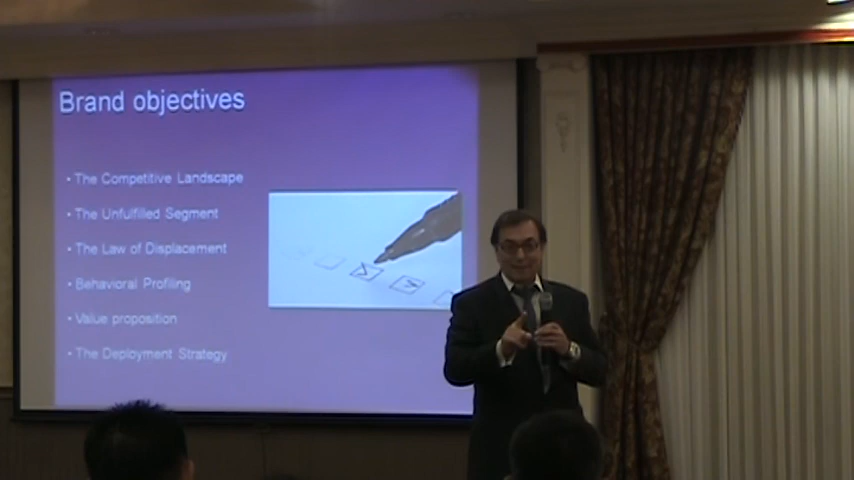 Brand objectives
• The Competitive Landscape
• The Unfulfilled Segment
• The Law of Displacement
• Behavioral Profiling
• Value proposition
• The Deployment Strategy